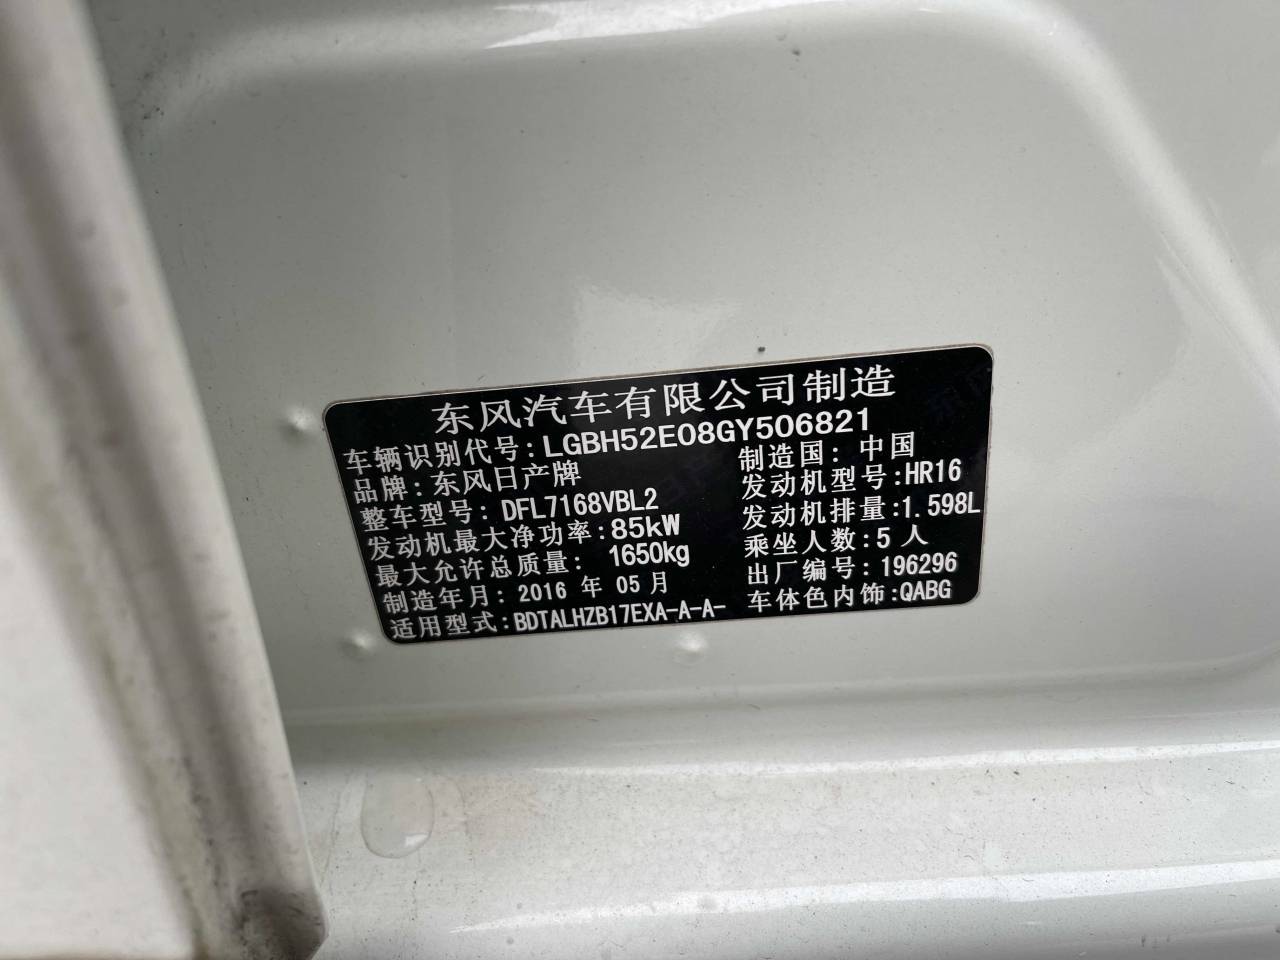 东风汽车有限公司制造
车辆识别代号:LGBH52E08GY506821
品牌:东风日产牌 制造国: 中国
整车型号: DFL7168VBL2 发动机型号:HR16
发动机最大净功率:85kW 发动机排量:1.598L
最大允许总质量: 1650kg 乘坐人数:5 人
制造年月: 2016 年 05 月 出厂编号: 196296
适用型式:BDTALHZB17EXA-A-A- 车体色内饰:QABG